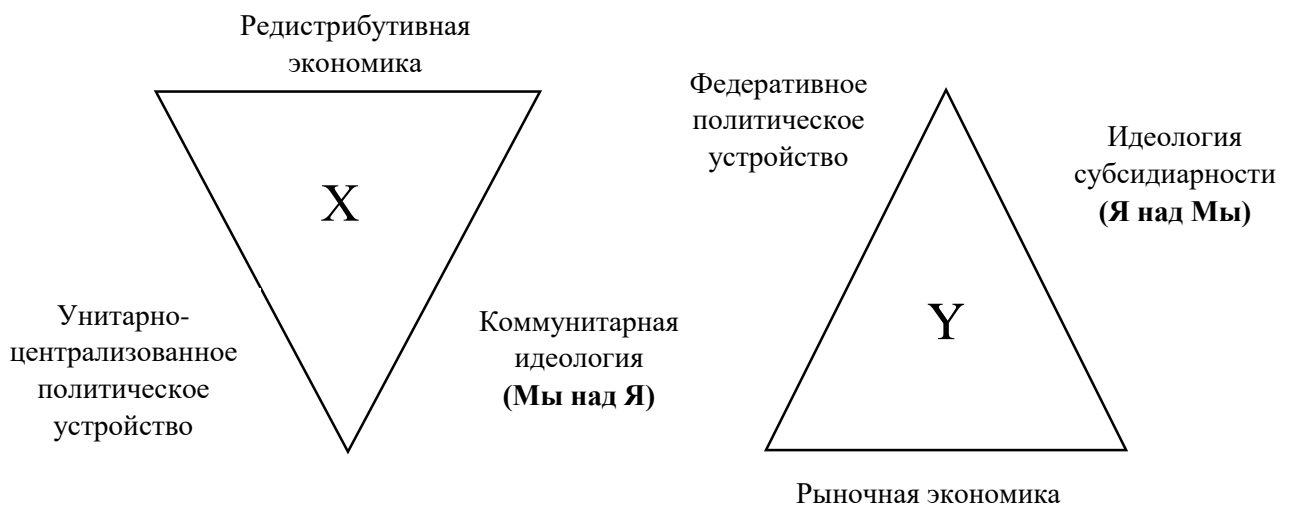 Редистрибутивная
экономика
X
Унитарно-
централизованное
политическое
устройство
Коммунитарная
идеология
(Мы над Я)
Федеративное
политическое
устройство
Идеология
субсидиарности
(Я над Мы)
Y
Рыночная экономика